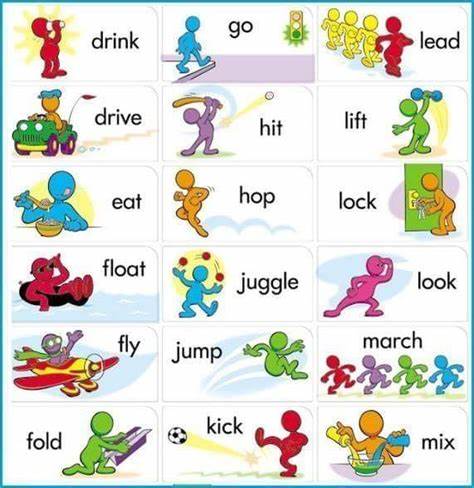 drink
go
lead
drive
hit
lift
eat
hop
lock
float
juggle
look
fly
jump
march
fold
kick
mix